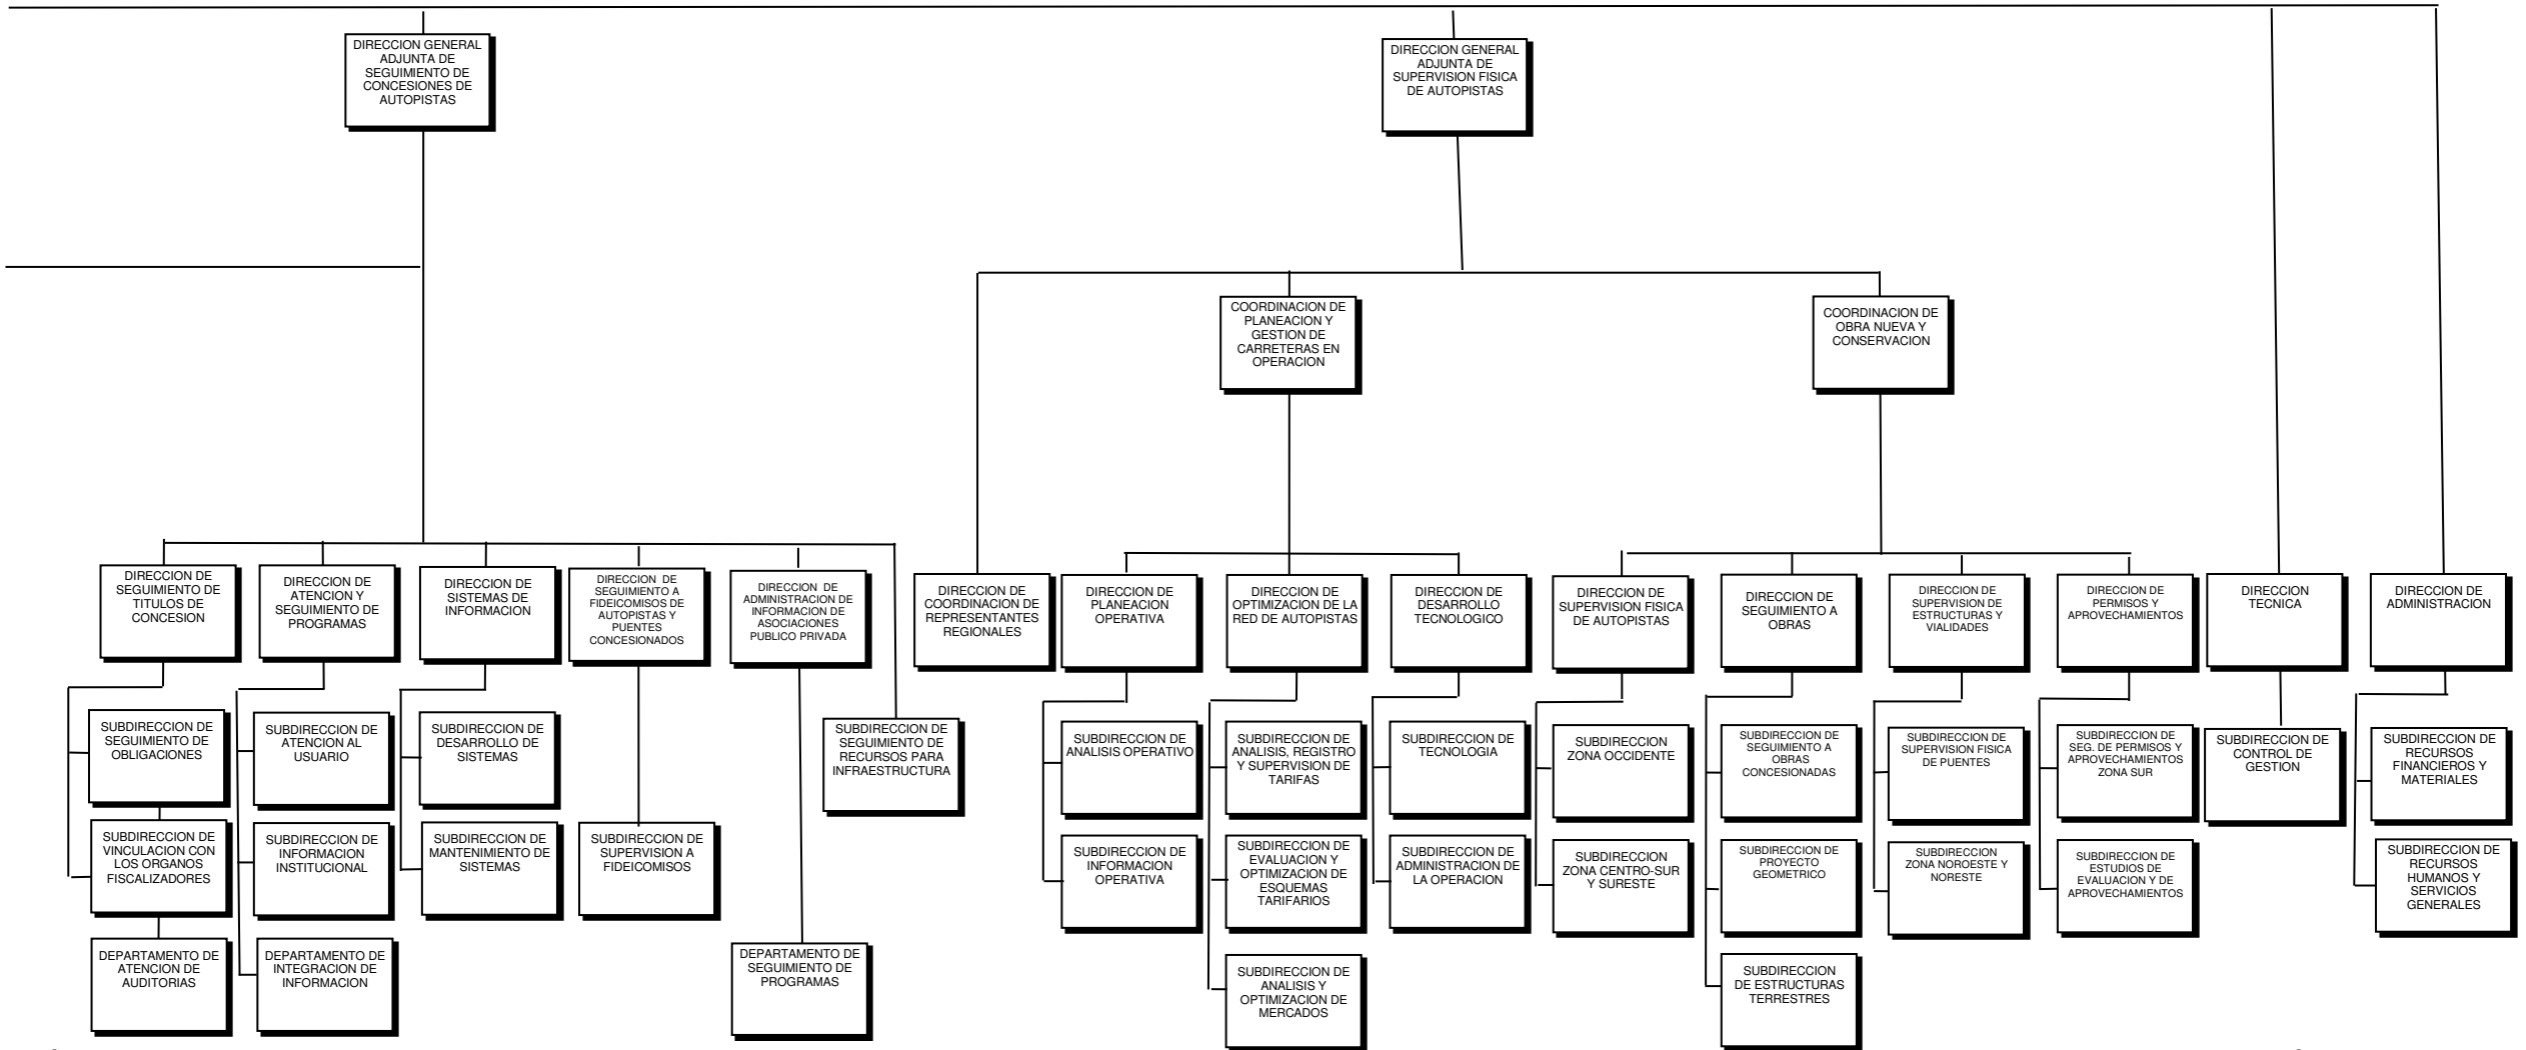 DIRECCION GENERAL
ADJUNTA DE
SEGUIMIENTO DE
CONCESIONES DE
AUTOPISTAS
DIRECCION GENERAL
ADJUNTA DE
SUPERVISION FISICA
DE AUTOPISTAS
COORDINACION DE
PLANEACION Y
GESTION DE
CARRETERAS EN
OPERACION
COORDINACION DE
OBRA NUEVA Y
CONSERVACION
DIRECCION DE
SEGUIMIENTO DE
TITULOS DE
CONCESION
DIRECCION DE
ATENCION Y
SEGUIMIENTO DE
PROGRAMAS
DIRECCION DE
SISTEMAS DE
INFORMACION
DIRECCION DE
SEGUIMIENTO A
FIDEICOMISOS DE
AUTOPISTAS Y
PUENTES
CONCESIONADOS
DIRECCION DE
ADMINISTRACION DE
INFORMACION DE
ASOCIACIONES
PUBLICO PRIVADA
DIRECCION DE
COORDINACION DE
REPRESENTANTES
REGIONALES
DIRECCION DE
PLANEACION
OPERATIVA
DIRECCION DE
OPTIMIZACION DE LA
RED DE AUTOPISTAS
DIRECCION DE
DESARROLLO
TECNOLOGICO
DIRECCION DE
SUPERVISION FISICA
DE AUTOPISTAS
DIRECCION DE
SEGUIMIENTO A
OBRAS
DIRECCION DE
SUPERVISION DE
ESTRUCTURAS Y
VIALIDADES
DIRECCION DE
PERMISOS Y
APROVECHAMIENTOS
DIRECCION
TECNICA
DIRECCION DE
ADMINISTRACION
SUBDIRECCION DE
SEGUIMIENTO DE
OBLIGACIONES
SUBDIRECCION DE
ATENCION AL
USUARIO
SUBDIRECCION DE
DESARROLLO DE
SISTEMAS
SUBDIRECCION DE
SEGUIMIENTO DE
RECURSOS PARA
INFRAESTRUCTURA
SUBDIRECCION DE
ANALISIS OPERATIVO
SUBDIRECCION DE
ANALISIS, REGISTRO
Y SUPERVISION DE
TARIFAS
SUBDIRECCION DE
TECNOLOGIA
SUBDIRECCION
ZONA OCCIDENTE
SUBDIRECCION DE
SEGUIMIENTO A
OBRAS
CONCESIONADAS
SUBDIRECCION DE
SUPERVISION FISICA
DE PUENTES
SUBDIRECCION DE
SEG. DE PERMISOS Y
APROVECHAMIENTOS
ZONA SUR
SUBDIRECCION DE
CONTROL DE
GESTION
SUBDIRECCION DE
RECURSOS
FINANCIEROS Y
MATERIALES
SUBDIRECCION DE
VINCULACION CON
LOS ORGANOS
FISCALIZADORES
SUBDIRECCION DE
INFORMACION
INSTITUCIONAL
SUBDIRECCION DE
MANTENIMIENTO DE
SISTEMAS
SUBDIRECCION DE
SUPERVISION A
FIDEICOMISOS
SUBDIRECCION DE
INFORMACION
OPERATIVA
SUBDIRECCION DE
EVALUACION Y
OPTIMIZACION DE
ESQUEMAS
TARIFARIOS
SUBDIRECCION DE
ADMINISTRACION DE
LA OPERACION
SUBDIRECCION
ZONA CENTRO-SUR
Y SURESTE
SUBDIRECCION DE
PROYECTO
GEOMETRICO
SUBDIRECCION
ZONA NOROESTE Y
NORESTE
SUBDIRECCION DE
ESTUDIOS DE
EVALUACION Y DE
APROVECHAMIENTOS
SUBDIRECCION DE
RECURSOS
HUMANOS Y
SERVICIOS
GENERALES
DEPARTAMENTO DE
ATENCION DE
AUDITORIAS
DEPARTAMENTO DE
INTEGRACION DE
INFORMACION
DEPARTAMENTO DE
SEGUIMIENTO DE
PROGRAMAS
SUBDIRECCION DE
ANALISIS Y
OPTIMIZACION DE
MERCADOS
SUBDIRECCION
DE ESTRUCTURAS
TERRESTRES